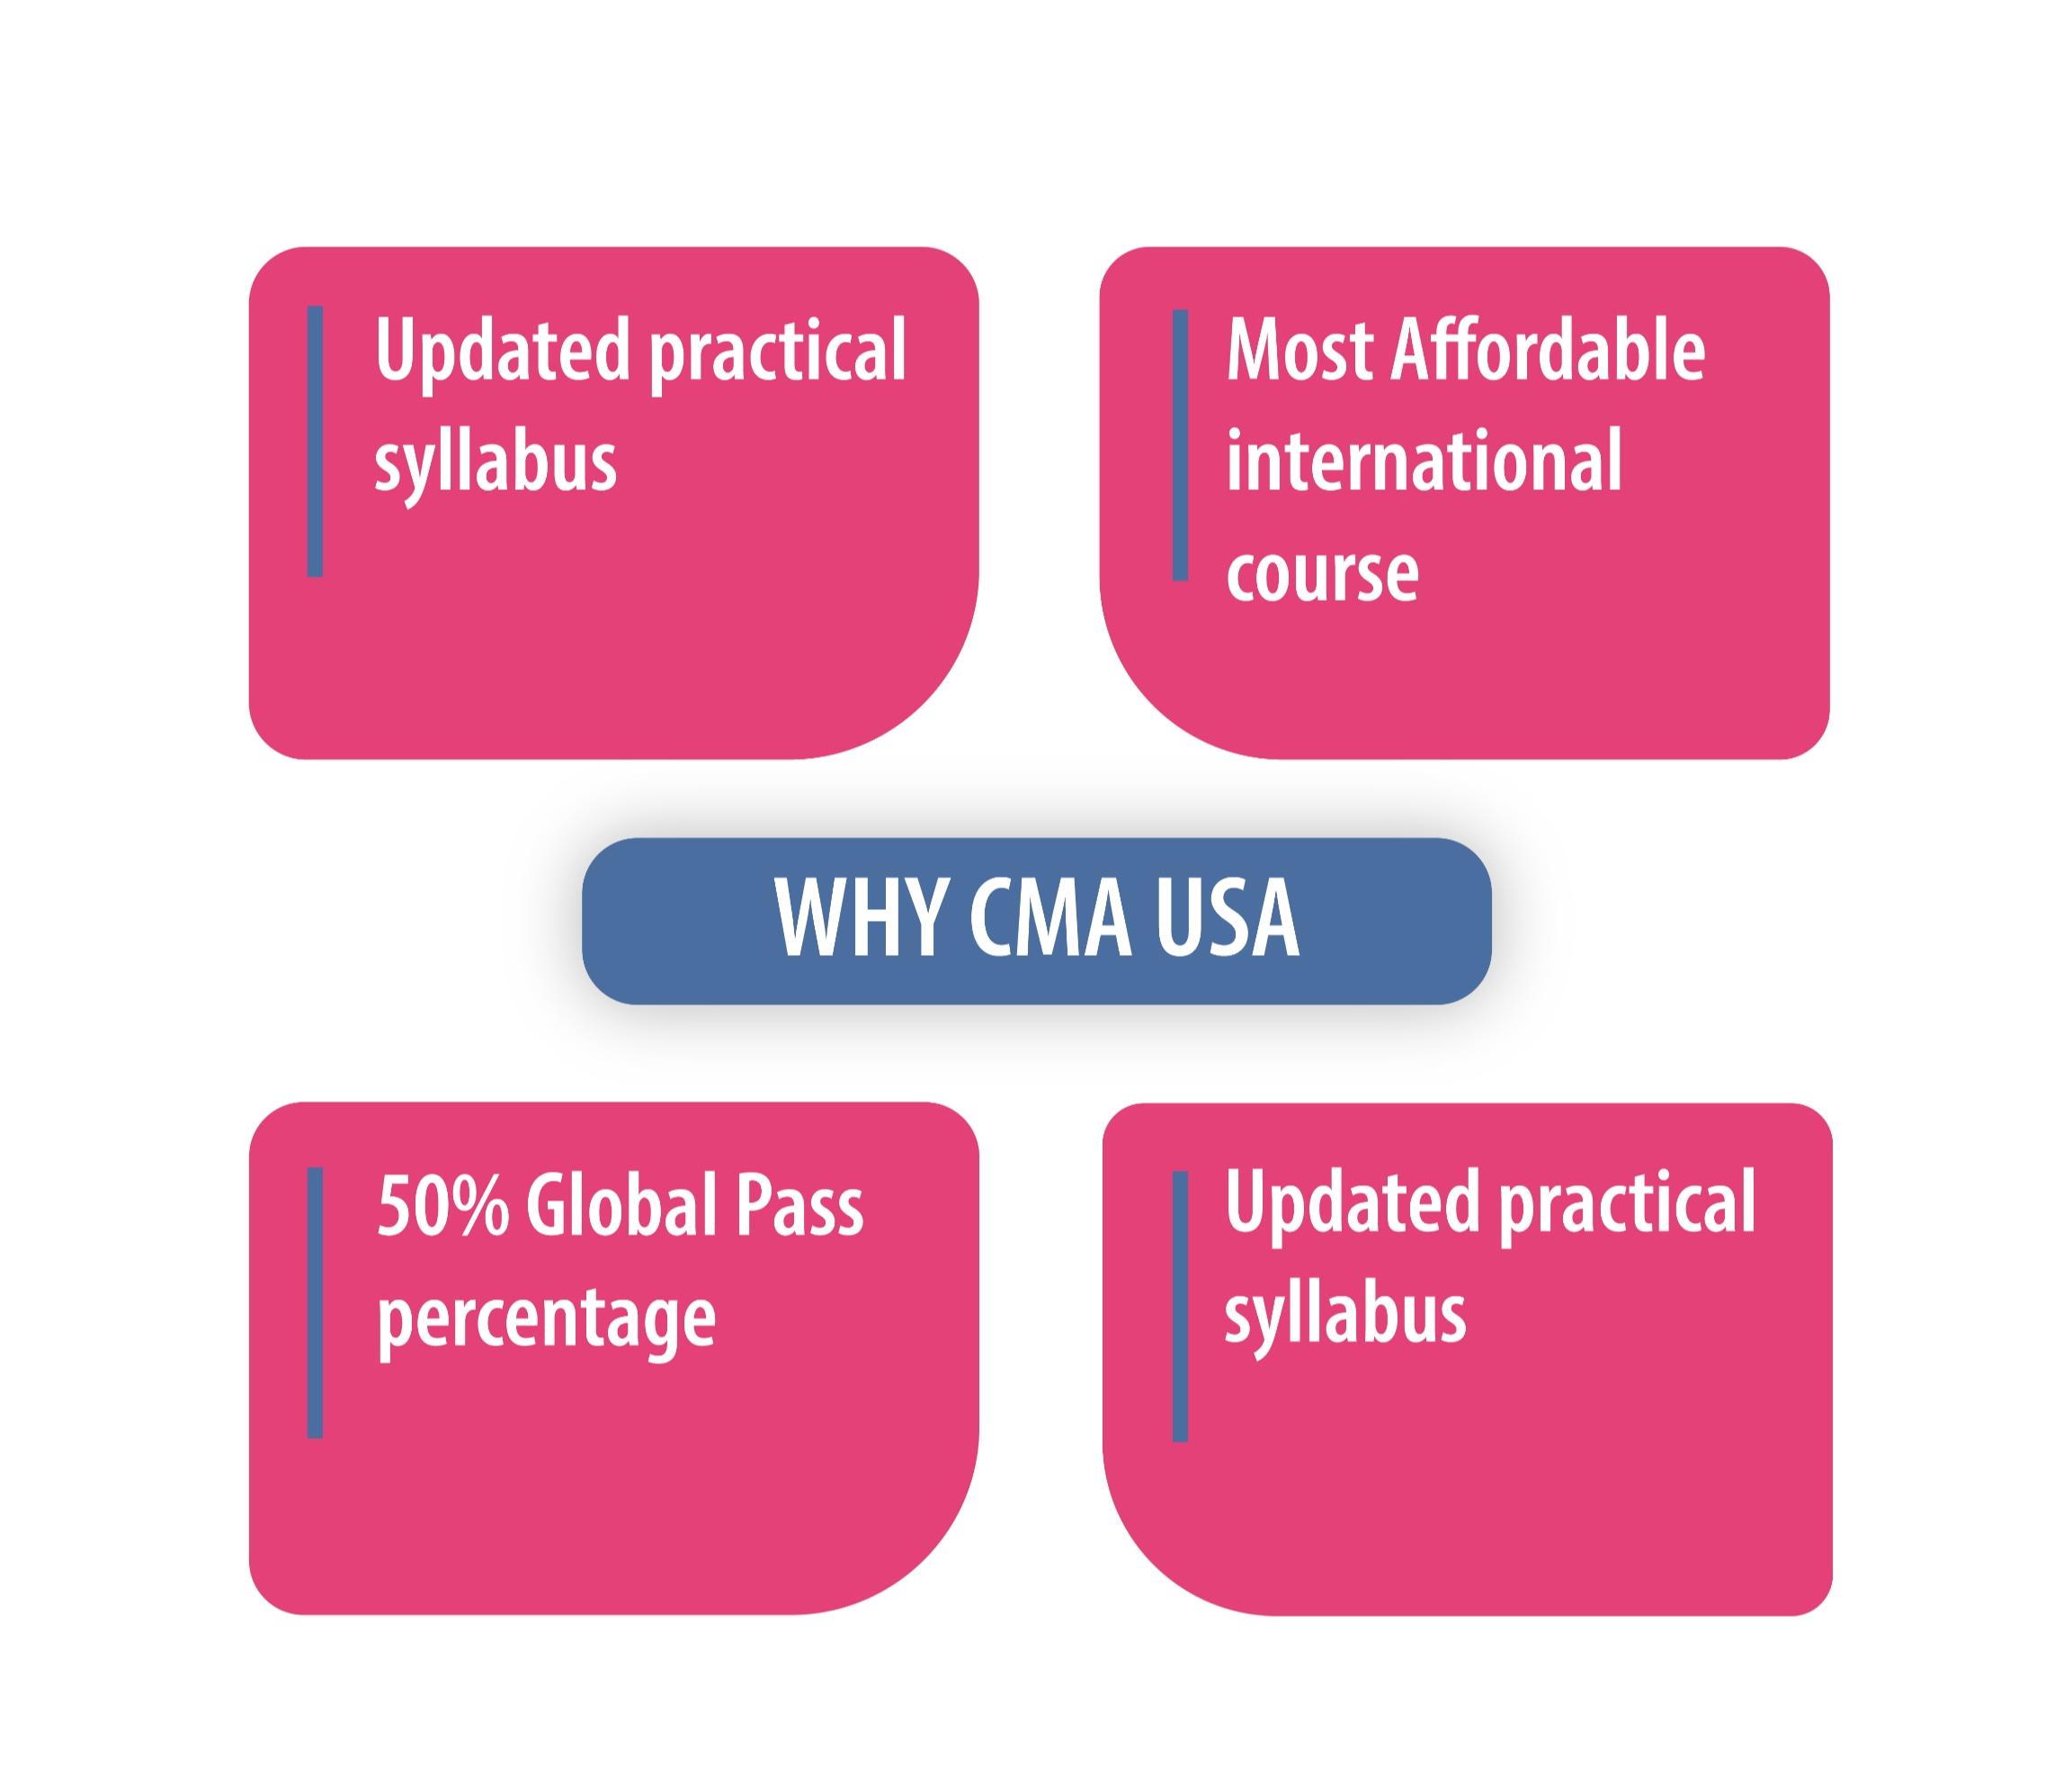 Updated practical
syllabus
Most Affordable
international
course
WHY CMA USA
50% Global Pass
percentage
Updated practical
syllabus